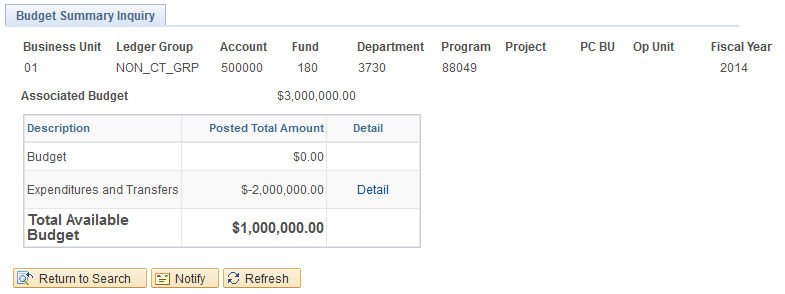 Budget Summary Inquiry
Business Unit Ledger Group Account Fund Department Program Project PC BU Op Unit Fiscal Year
01 NON_CT_GRP 500000 180 3730 88049 2014
Associated Budget $3,000,000.00
Description Posted Total Amount Detail
Budget $0.00
Expenditures and Transfers $-2,000,000.00 Detail
Total Available
Budget $1,000,000.00
Return to Search Notify Refresh